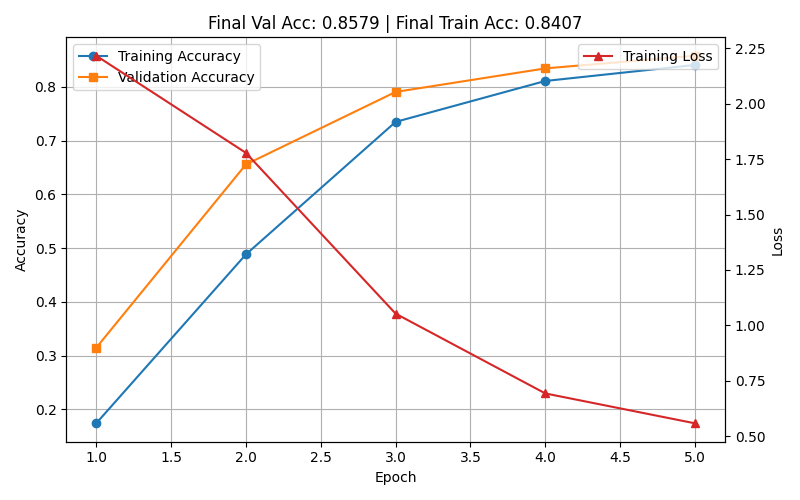 Final Val Acc: 0.8579 | Final Train Acc: 0.8407
Training Accuracy
Validation Accuracy
Training Loss
Accuracy
0.8
0.7
0.6
0.5
0.4
0.3
0.2
2.25
2.00
1.75
1.50
1.25
1.00
0.75
0.50
Loss
1.0 1.5 2.0 2.5 3.0 3.5 4.0 4.5 5.0
Epoch